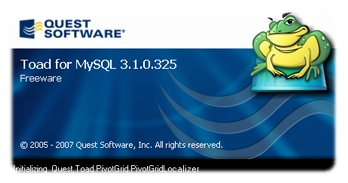 QUEST
SOFTWARE®
Toad for MySQL 3.1.0.325
Freeware
© 2005 - 2007 Quest Software, Inc. All rights reserved.
Initializing Quest.Toad.PivotGrid.PivotGridLocalizer